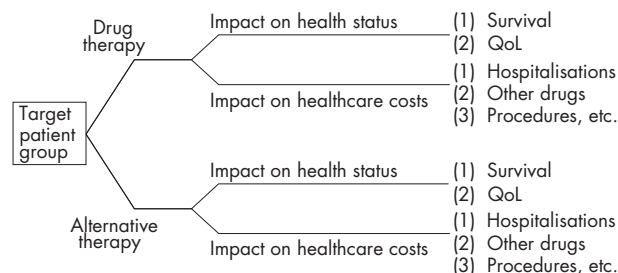 Drug
therapy
Impact on health status
(1) Survival
(2) QoL
Impact on healthcare costs
(1) Hospitalisations
(2) Other drugs
(3) Procedures, etc.
Target
patient
group
Alternative
therapy
Impact on health status
(1) Survival
(2) QoL
Impact on healthcare costs
(1) Hospitalisations
(2) Other drugs
(3) Procedures, etc.